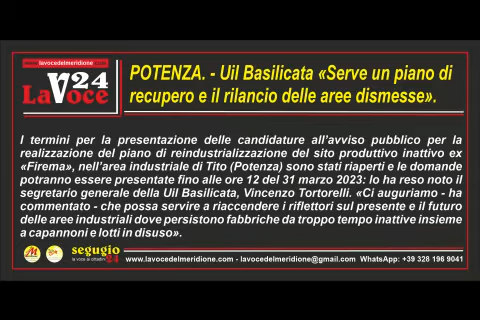 www.lavocedelmeridione.com
LaVoce24
POTENZA. - Uil Basilicata «Serve un piano di
recupero e il rilancio delle aree dismesse».
I termini per la presentazione delle candidature all'avviso pubblico per la
realizzazione del piano di reindustrializzazione del sito produttivo inattivo ex
«Firema», nell'area industriale di Tito (Potenza) sono stati riaperti e le domande
potranno essere presentate fino alle ore 12 del 31 marzo 2023: lo ha reso noto il
segretario generale della Uil Basilicata, Vincenzo Tortorelli. «Ci auguriamo - ha
commentato - che possa servire a riaccendere i riflettori sul presente e il futuro
delle aree industriali dove persistono fabbriche da troppo tempo inattive insieme
a capannoni e lotti in disuso».
segugio
la voce ai cittadini 24
www.lavocedelmeridione.com - lavocedelmeridione@gmail.com WhatsApp: +39 328 196 9041